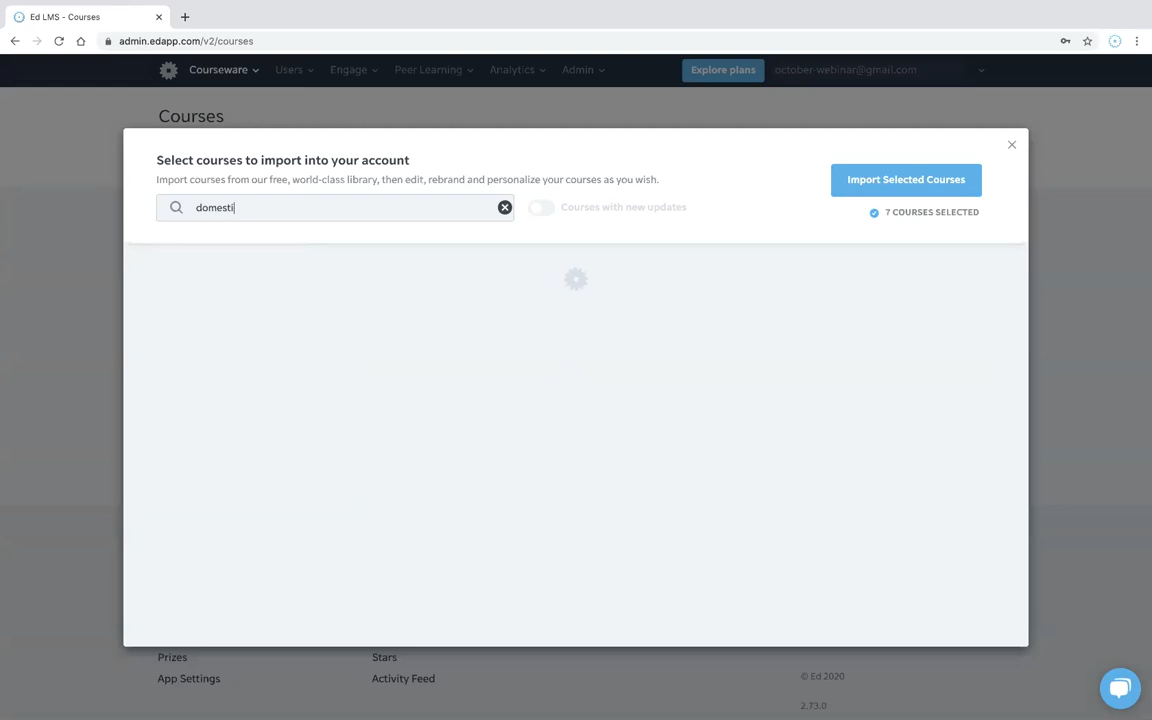 Ed LMS - Courses
admin.edapp.com/v2/courses
Courseware Users Engage Peer Learning Analytics Admin Explore plans october-webinar@gmail.com
Courses
Select courses to import into your account
Import courses from our free, world-class library, then edit, rebrand and personalize your courses as you wish.
Import Selected Courses
domesti
Courses with new updates
7 COURSES SELECTED
Prizes
Stars
App Settings
Activity Feed
© Ed 2020
2.73.0